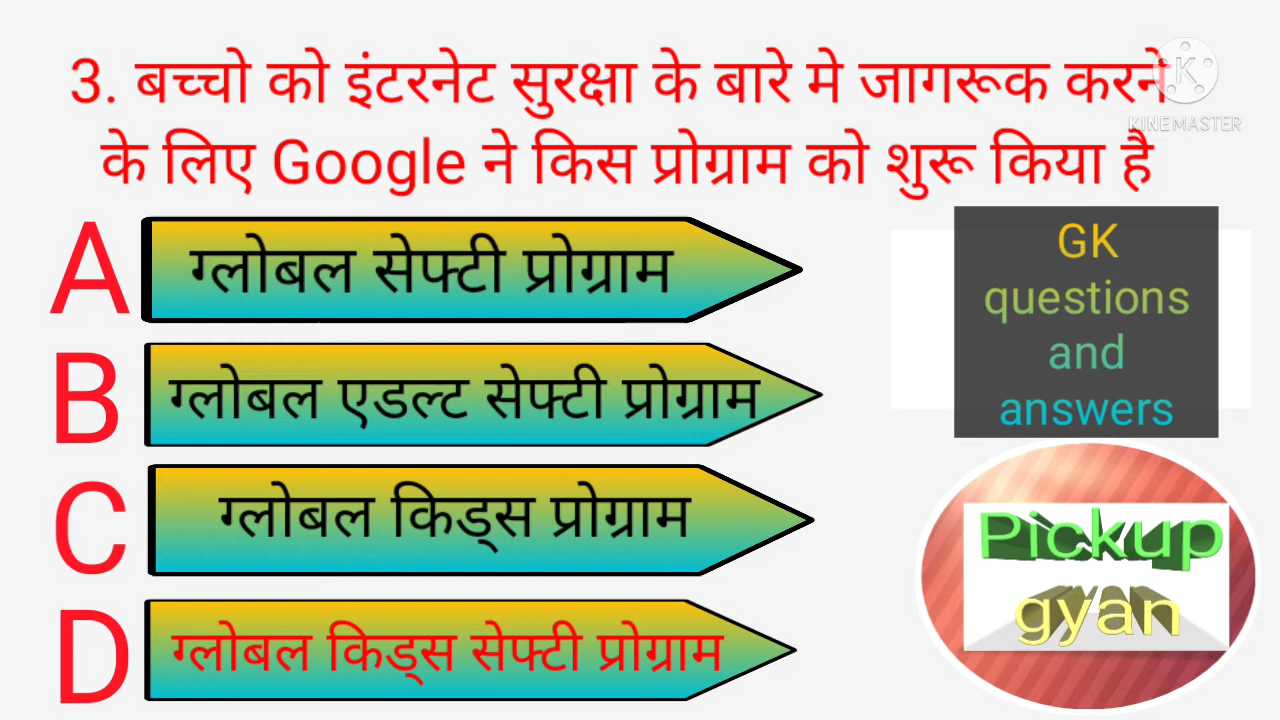 3. बच्चो को इंटरनेट सुरक्षा के बारे मे जागरूक करने
के लिए Google ने किस प्रोग्राम को शुरू किया है
A ग्लोबल सेफ्टी प्रोग्राम
B ग्लोबल एडल्ट सेफ्टी प्रोग्राम
C ग्लोबल किड्स प्रोग्राम
D ग्लोबल किड्स सेफ्टी प्रोग्राम
K
KINEMASTER
GK
questions
and
answers
Pickup
gyan